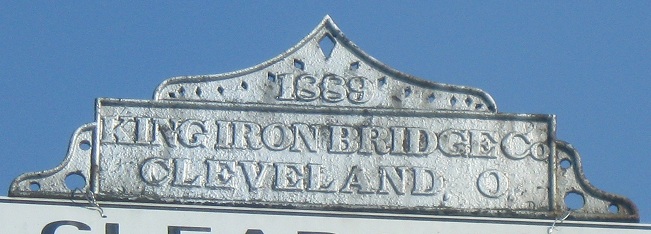 1889
KING IRON BRIDGE Co
CLEVELAND, O